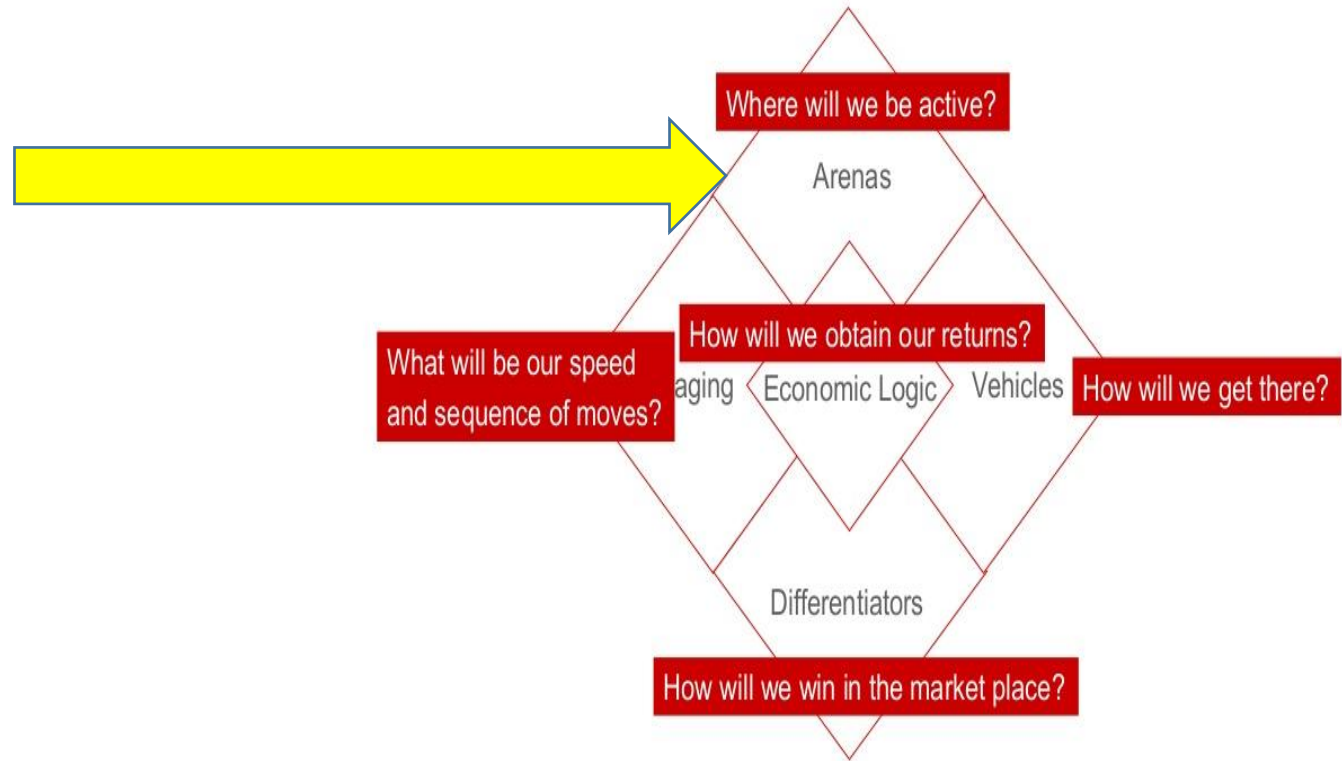 Where will we be active?
Arenas
How will we obtain our returns?
What will be our speed
and sequence of moves?
aging
Economic Logic
Vehicles
How will we get there?
Differentiators
How will we win in the market place?